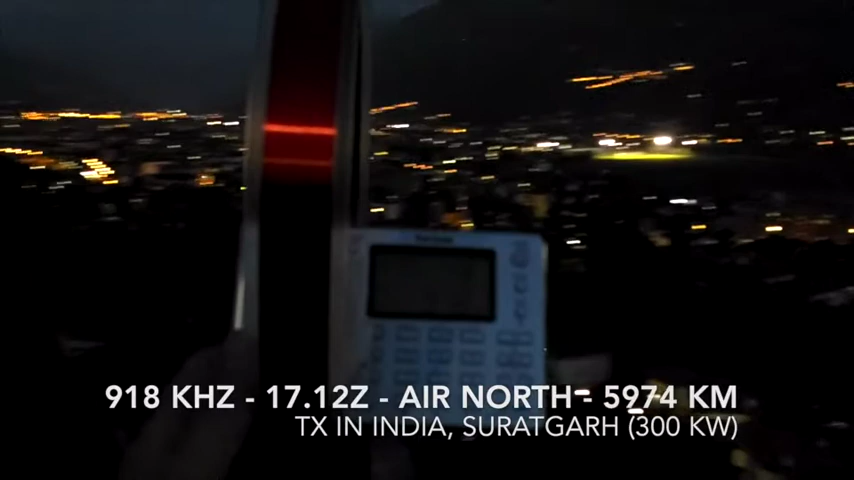 918 KHZ - 17.12Z - AIR NORTH - 5974 KM
TX IN INDIA, SURATGARH (300 KW)